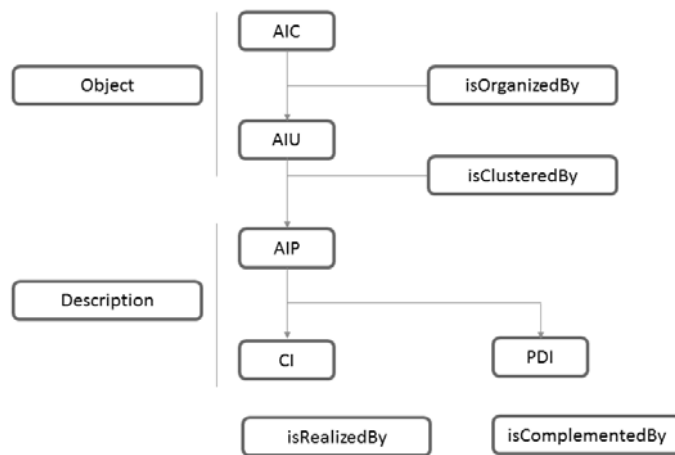 AIC
Object
isOrganizedBy
AIU
isClusteredBy
AIP
Description
CI
PDI
isRealizedBy
isComplementedBy